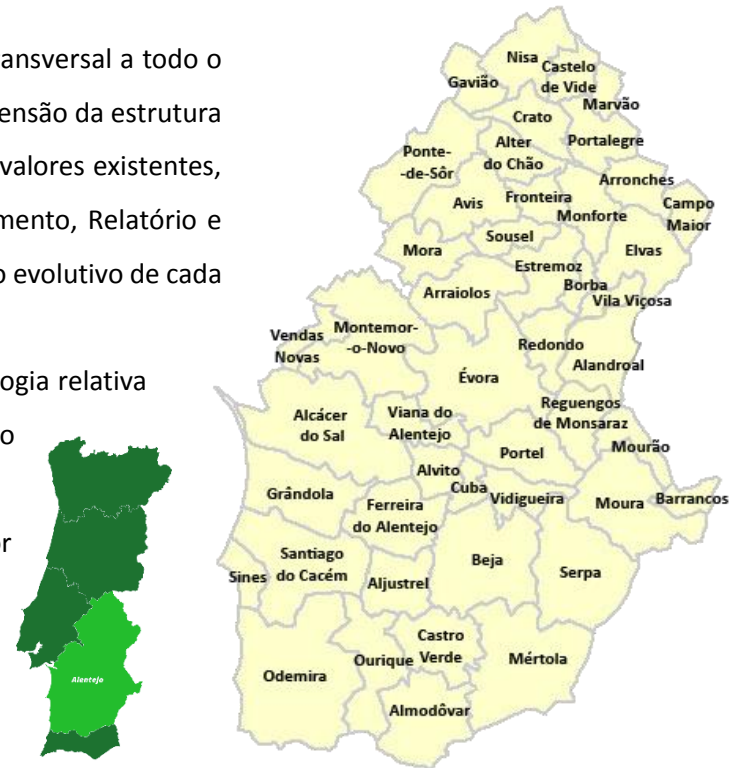 ransversal a todo o
ensão da estrutura
valores existentes,
mento, Relatório e
o evolutivo de cada
ogia relativa
o
or
Alentejo
Nisa
Castelo
de Vide
Gavião
Marvão
Crato
Portalegre
Alter
do Chão
Ponte-
-de-Sôr
Arronches
Campo
Maior
Avis
Fronteira
Monforte
Sousel
Mora
Elvas
Estremoz
Borba
Arraiolos
Vila Viçosa
Vendas
Novas
Montemor-
-o-Novo
Redondo
Alandroal
Évora
Reguengos
de Monsaraz
Alcácer
do Sal
Viana do
Alentejo
Portel
Mourão
Alvito
Cuba
Vidigueira
Moura
Barrancos
Grândola
Ferreira
do Alentejo
Santiago
do Cacém
Beja
Sines
Aljustrel
Serpa
Castro
Verde
Ourique
Mértola
Odemira
Almodôvar